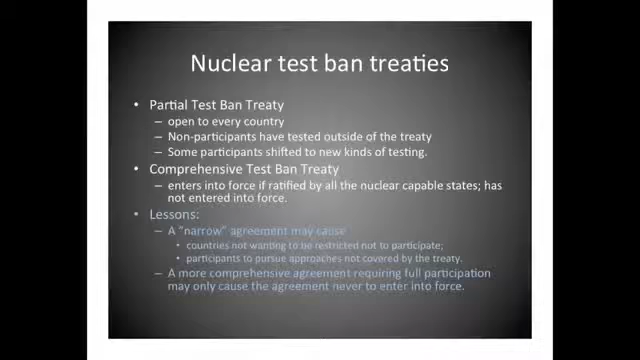 Nuclear test ban treaties
• Partial Test Ban Treaty
– open to every country
– Non-participants have tested outside of the treaty
– Some participants shifted to new kinds of testing.
• Comprehensive Test Ban Treaty
– enters into force if ratified by all the nuclear capable states; has
not entered into force.
• Lessons:
– A "narrow" agreement may cause
• countries not wanting to be restricted not to participate;
• participants to pursue approaches not covered by the treaty.
– A more comprehensive agreement requiring full participation
may only cause the agreement never to enter into force.